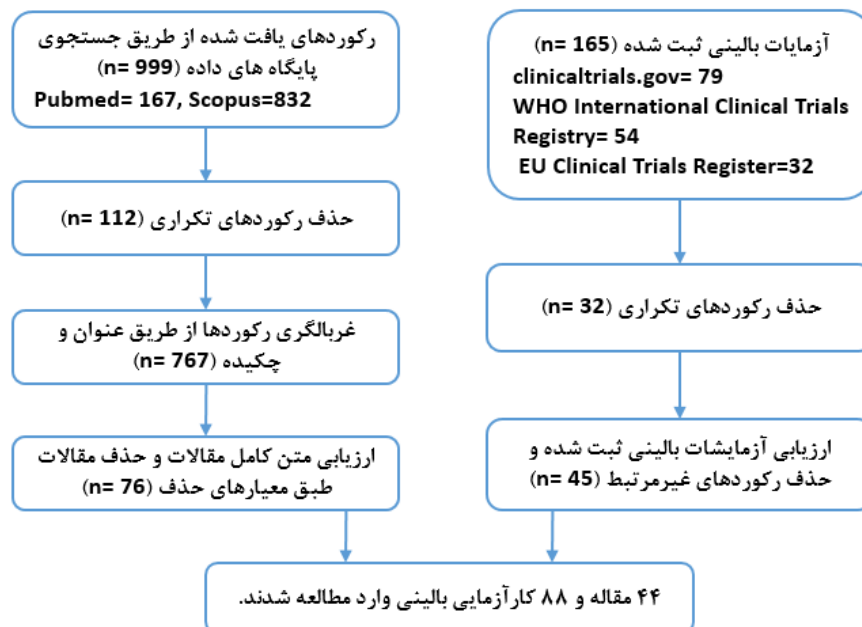 رکوردهای یافت شده از طریق جستجوی
پایگاه های داده (n= 999)
Pubmed= 167, Scopus=832
حذف رکوردهای تکراری (n= 112)
غربالگری رکوردها از طریق عنوان و
چکیده (n= 767)
ارزیابی متن کامل مقالات و حذف مقالات
طبق معیارهای حذف (n= 76)
آزمایات بالینی ثبت شده (n= 165)
clinicaltrials.gov= 79
WHO International Clinical Trials
Registry= 54
EU Clinical Trials Register=32
حذف رکوردهای تکراری (n= 32)
ارزیابی آزمایشات بالینی ثبت شده و
حذف رکوردهای غیرمرتبط (n= 45)
۴۴ مقاله و ۸۸ کارآزمایی بالینی وارد مطالعه شدند.